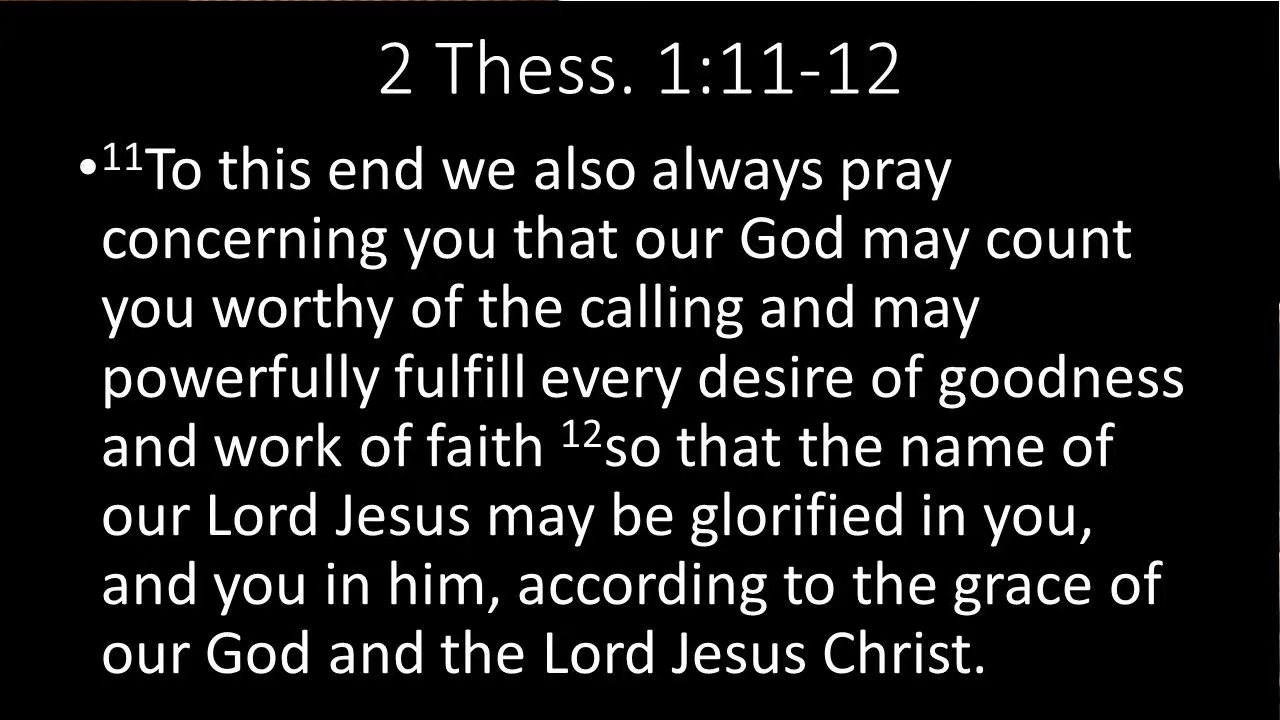 2 Thess. 1:11-12
•¹¹To this end we also always pray
concerning you that our God may count
you worthy of the calling and may
powerfully fulfill every desire of goodness
and work of faith ¹²so that the name of
our Lord Jesus may be glorified in you,
and you in him, according to the grace of
our God and the Lord Jesus Christ.